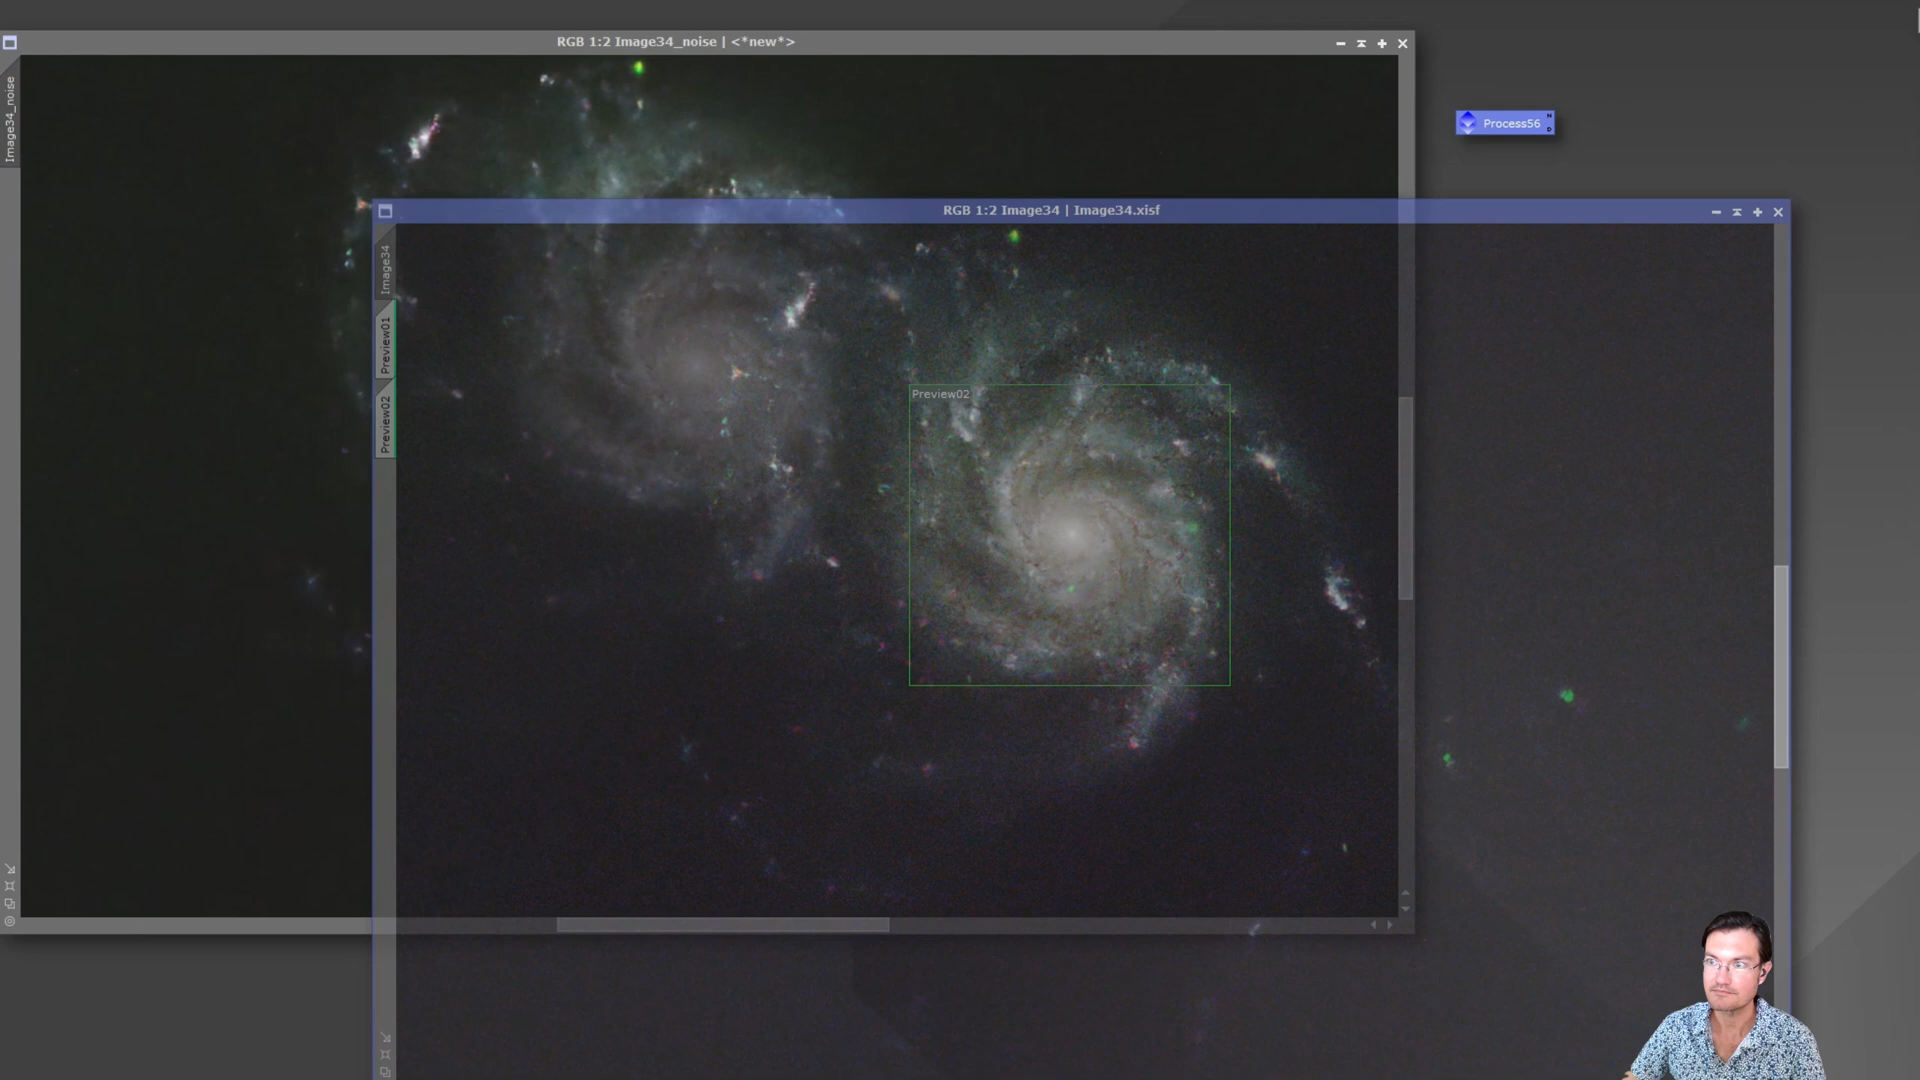 RGB 1:2 Image34_noise | <*new*>
Image34_noise
Process56
N
D
RGB 1:2 Image34 | Image34.xisf
Image34
Preview01
Preview02
Preview02